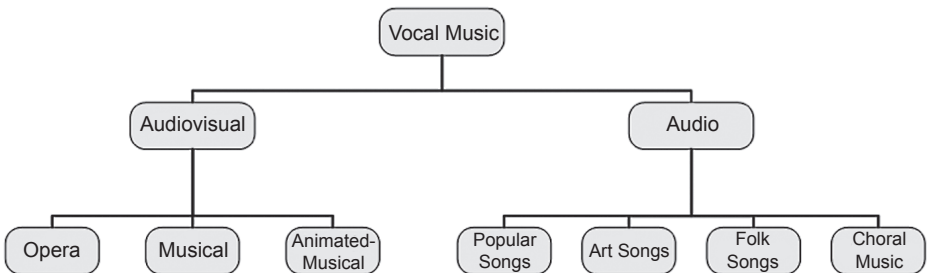 Vocal Music
Audiovisual
Audio
Opera
Musical
Animated-
Musical
Popular
Songs
Art Songs
Folk
Songs
Choral
Music